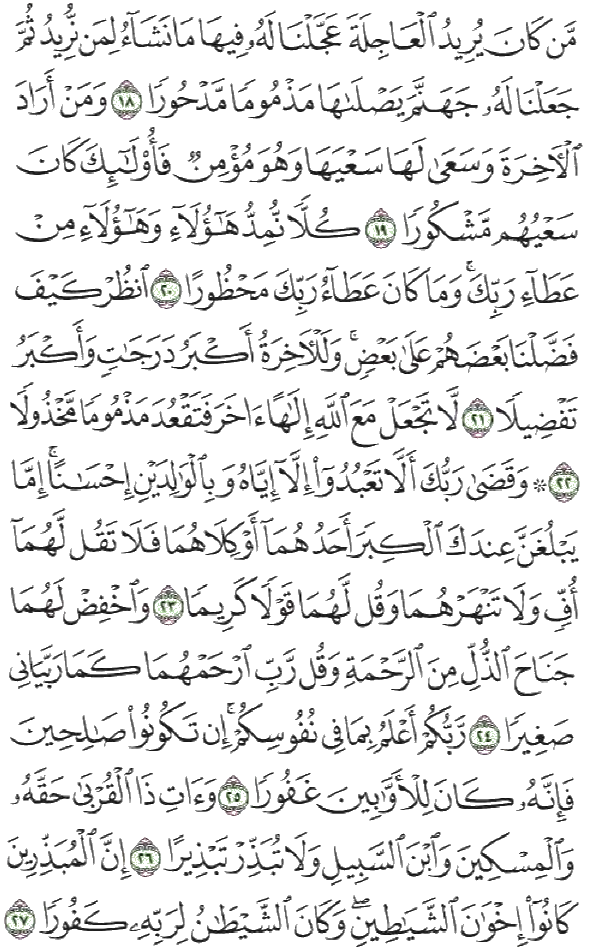 مَّن كَانَ يُرِيدُ ٱلْعَاجِلَةَ عَجَّلْنَا لَهُۥ فِيهَا مَا نَشَآءُ لِمَن نُّرِيدُ ثُمَّ
جَعَلْنَا لَهُۥ جَهَنَّمَ يَصْلَىٰهَا مَذْمُومًا مَّدْحُورًا ١٨ وَمَنْ أَرَادَ
ٱلْأٓخِرَةَ وَسَعَىٰ لَهَا سَعْيَهَا وَهُوَ مُؤْمِنٌ فَأُو۟لَـٰٓئِكَ كَانَ
سَعْيُهُم مَّشْكُورًا ١٩ كُلًّا نُّمِدُّ هَـٰٓؤُلَآءِ وَهَـٰٓؤُلَآءِ مِنْ
عَطَآءِ رَبِّكَ ۚ وَمَا كَانَ عَطَآءُ رَبِّكَ مَحْظُورًا ٢٠ ٱنظُرْ كَيْفَ
فَضَّلْنَا بَعْضَهُمْ عَلَىٰ بَعْضٍ ۚ وَلَلْأٓخِرَةُ أَكْبَرُ دَرَجَـٰتٍ وَأَكْبَرُ
تَفْضِيلًا ٢١ لَّا تَجْعَلْ مَعَ ٱللَّهِ إِلَـٰهًا ءَاخَرَ فَتَقْعُدَ مَذْمُومًا مَّخْذُولًا
٢٢ ۞ وَقَضَىٰ رَبُّكَ أَلَّا تَعْبُدُوٓا۟ إِلَّآ إِيَّاهُ وَبِٱلْوَٰلِدَيْنِ إِحْسَـٰنًا ۚ إِمَّا
يَبْلُغَنَّ عِندَكَ ٱلْكِبَرَ أَحَدُهُمَآ أَوْ كِلَاهُمَا فَلَا تَقُل لَّهُمَآ
أُفٍّ وَلَا تَنْهَرْهُمَا وَقُل لَّهُمَا قَوْلًا كَرِيمًا ٢٣ وَٱخْفِضْ لَهُمَا
جَنَاحَ ٱلذُّلِّ مِنَ ٱلرَّحْمَةِ وَقُل رَّبِّ ٱرْحَمْهُمَا كَمَا رَبَّيَانِى
صَغِيرًا ٢٤ رَّبُّكُمْ أَعْلَمُ بِمَا فِى نُفُوسِكُمْ ۚ إِن تَكُونُوا۟ صَـٰلِحِينَ
فَإِنَّهُۥ كَانَ لِلْأَوَّٰبِينَ غَفُورًا ٢٥ وَءَاتِ ذَا ٱلْقُرْبَىٰ حَقَّهُۥ
وَٱلْمِسْكِينَ وَٱبْنَ ٱلسَّبِيلِ وَلَا تُبَذِّرْ تَبْذِيرًا ٢٦ إِنَّ ٱلْمُبَذِّرِينَ
كَانُوٓا۟ إِخْوَٰنَ ٱلشَّيَـٰطِينِ ۖ وَكَانَ ٱلشَّيْطَـٰنُ لِرَبِّهِۦ كَفُورًا ٢٧